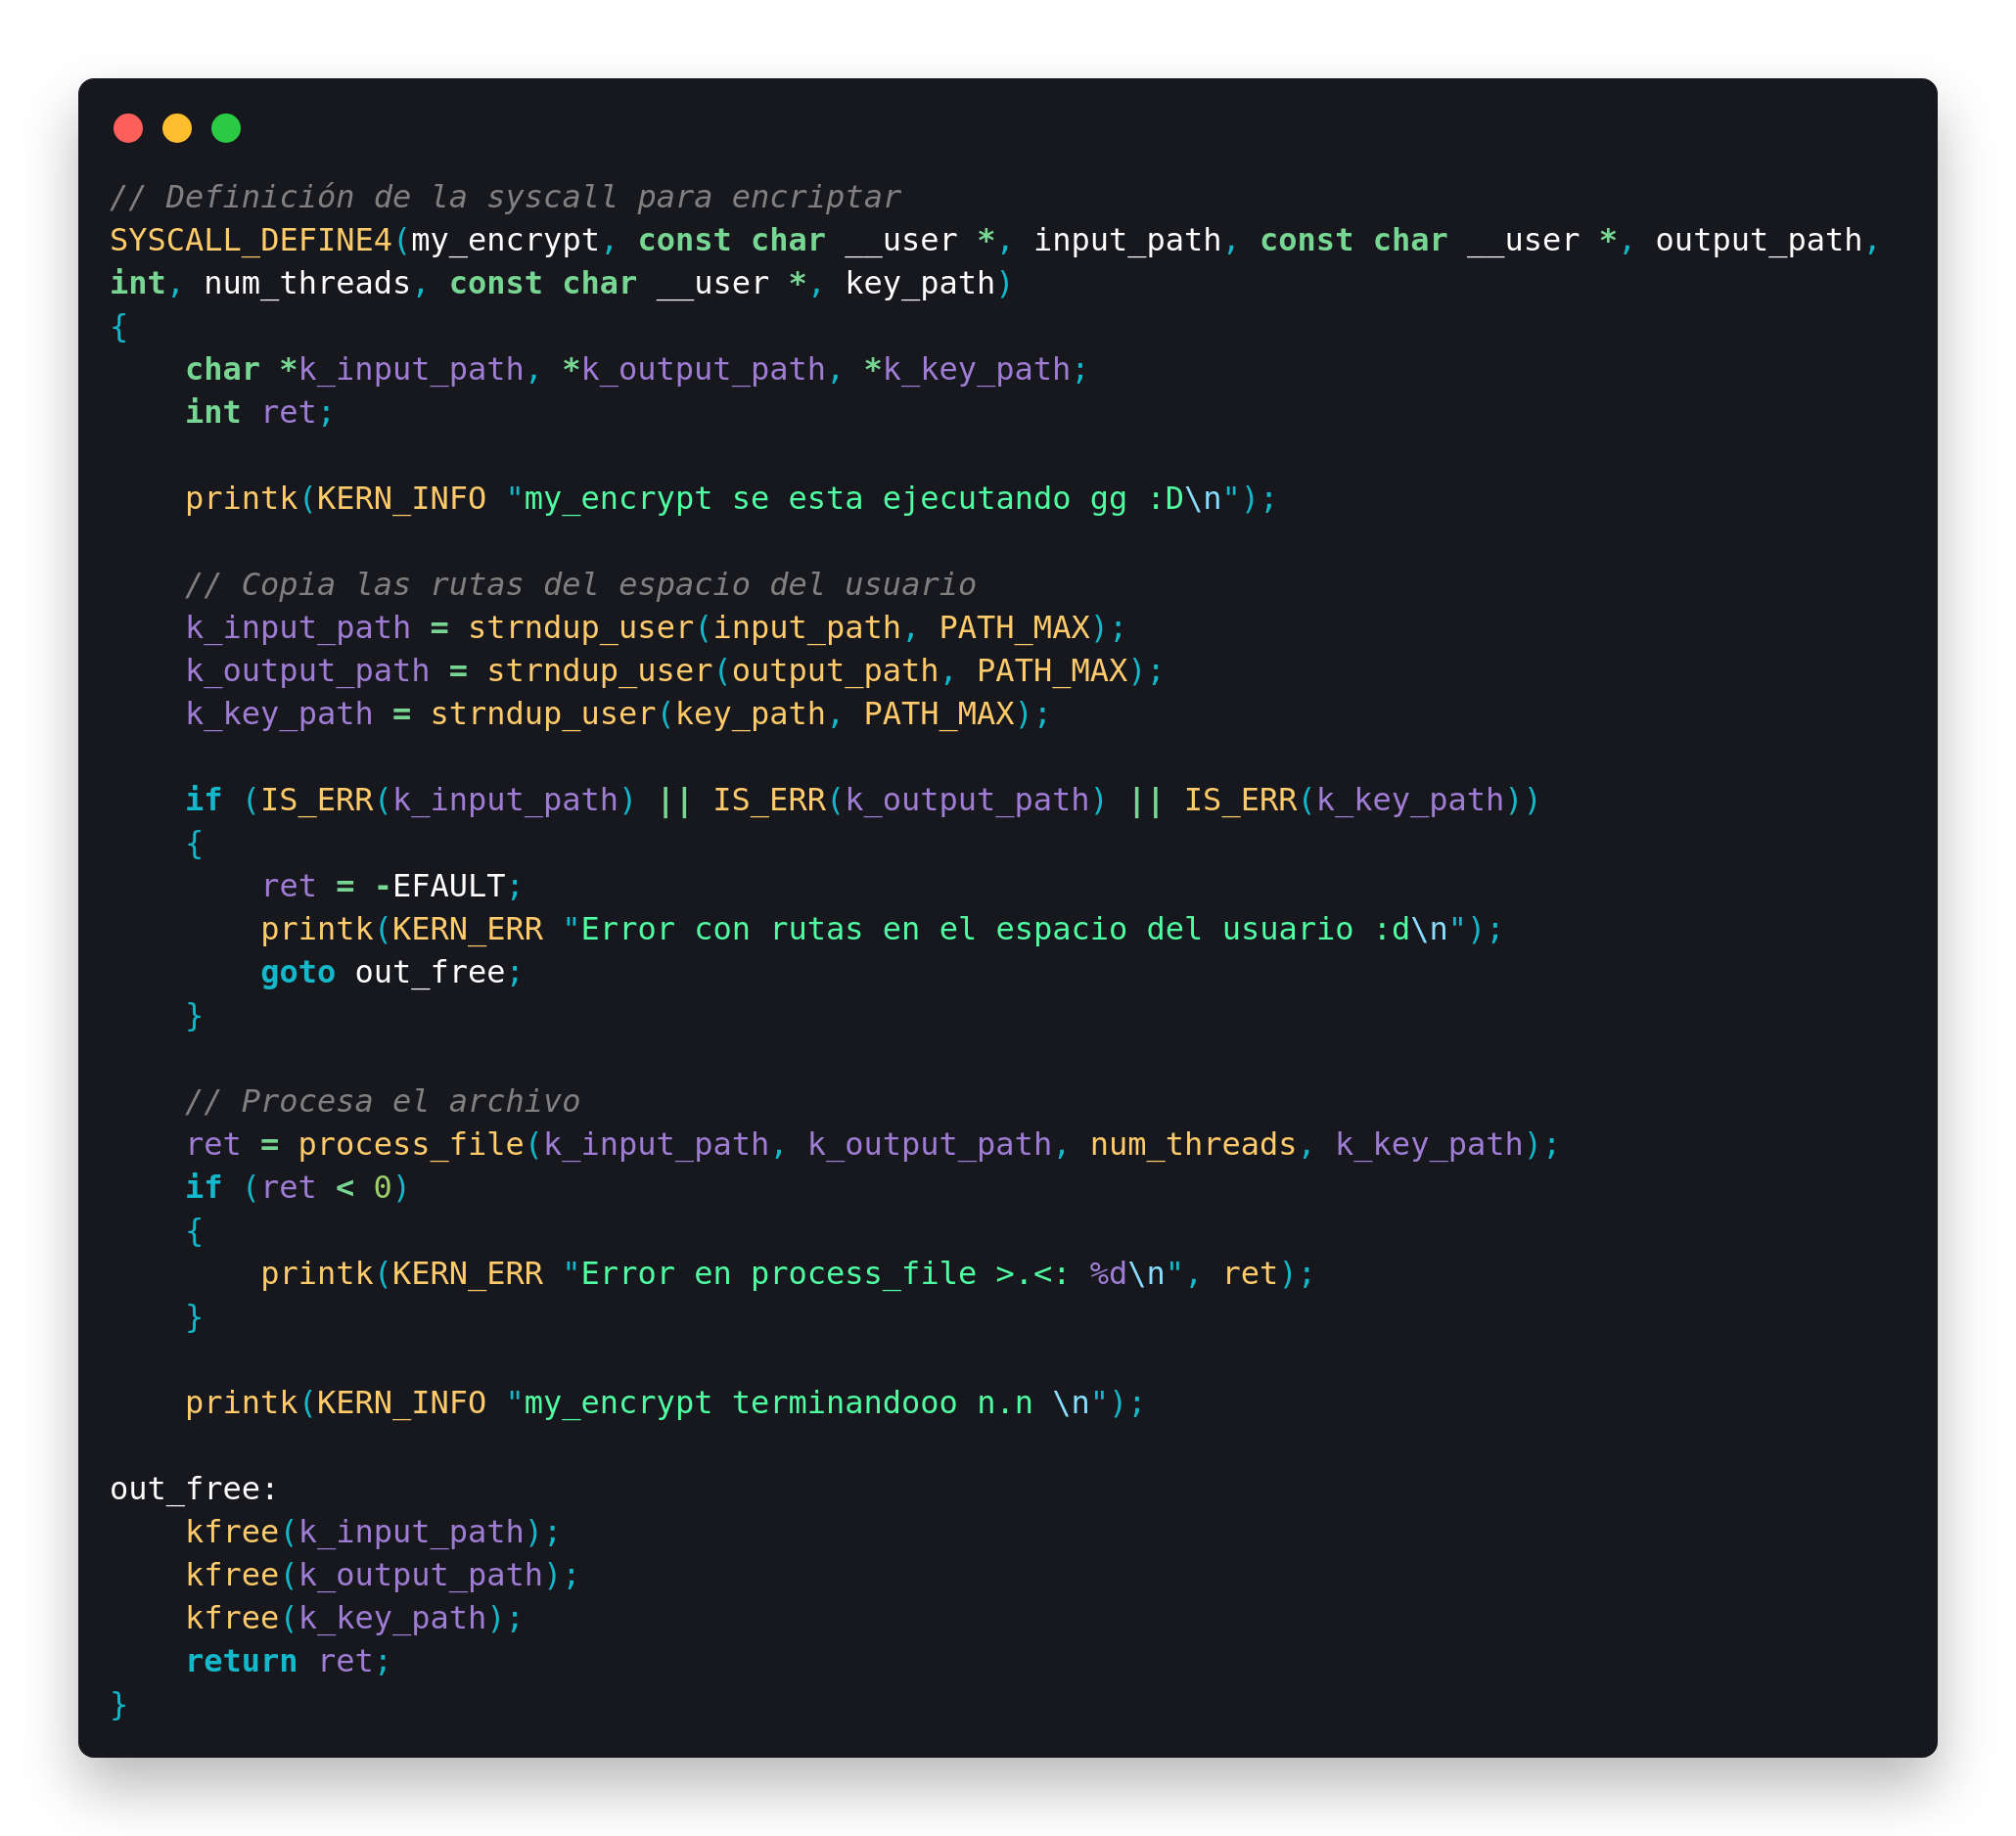 // Definición de la syscall para encriptar
SYSCALL_DEFINE4(my_encrypt, const char __user *, input_path, const char __user *, output_path,
int, num_threads, const char __user *, key_path)
{
    char *k_input_path, *k_output_path, *k_key_path;
    int ret;

    printk(KERN_INFO "my_encrypt se esta ejecutando gg :D\n");

    // Copia las rutas del espacio del usuario
    k_input_path = strndup_user(input_path, PATH_MAX);
    k_output_path = strndup_user(output_path, PATH_MAX);
    k_key_path = strndup_user(key_path, PATH_MAX);

    if (IS_ERR(k_input_path) || IS_ERR(k_output_path) || IS_ERR(k_key_path))
    {
        ret = -EFAULT;
        printk(KERN_ERR "Error con rutas en el espacio del usuario :d\n");
        goto out_free;
    }

    // Procesa el archivo
    ret = process_file(k_input_path, k_output_path, num_threads, k_key_path);
    if (ret < 0)
    {
        printk(KERN_ERR "Error en process_file >.<: %d\n", ret);
    }

    printk(KERN_INFO "my_encrypt terminandooo n.n \n");

out_free:
    kfree(k_input_path);
    kfree(k_output_path);
    kfree(k_key_path);
    return ret;
}